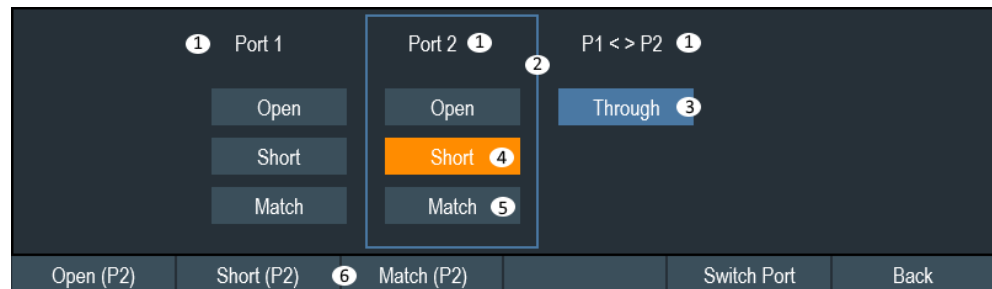 1 Port 1 Port 2 1 P1 < > P2 1
2
Open Open Through 3
Short Short 4
Match Match 5
Open (P2) Short (P2) 6 Match (P2) Switch Port Back